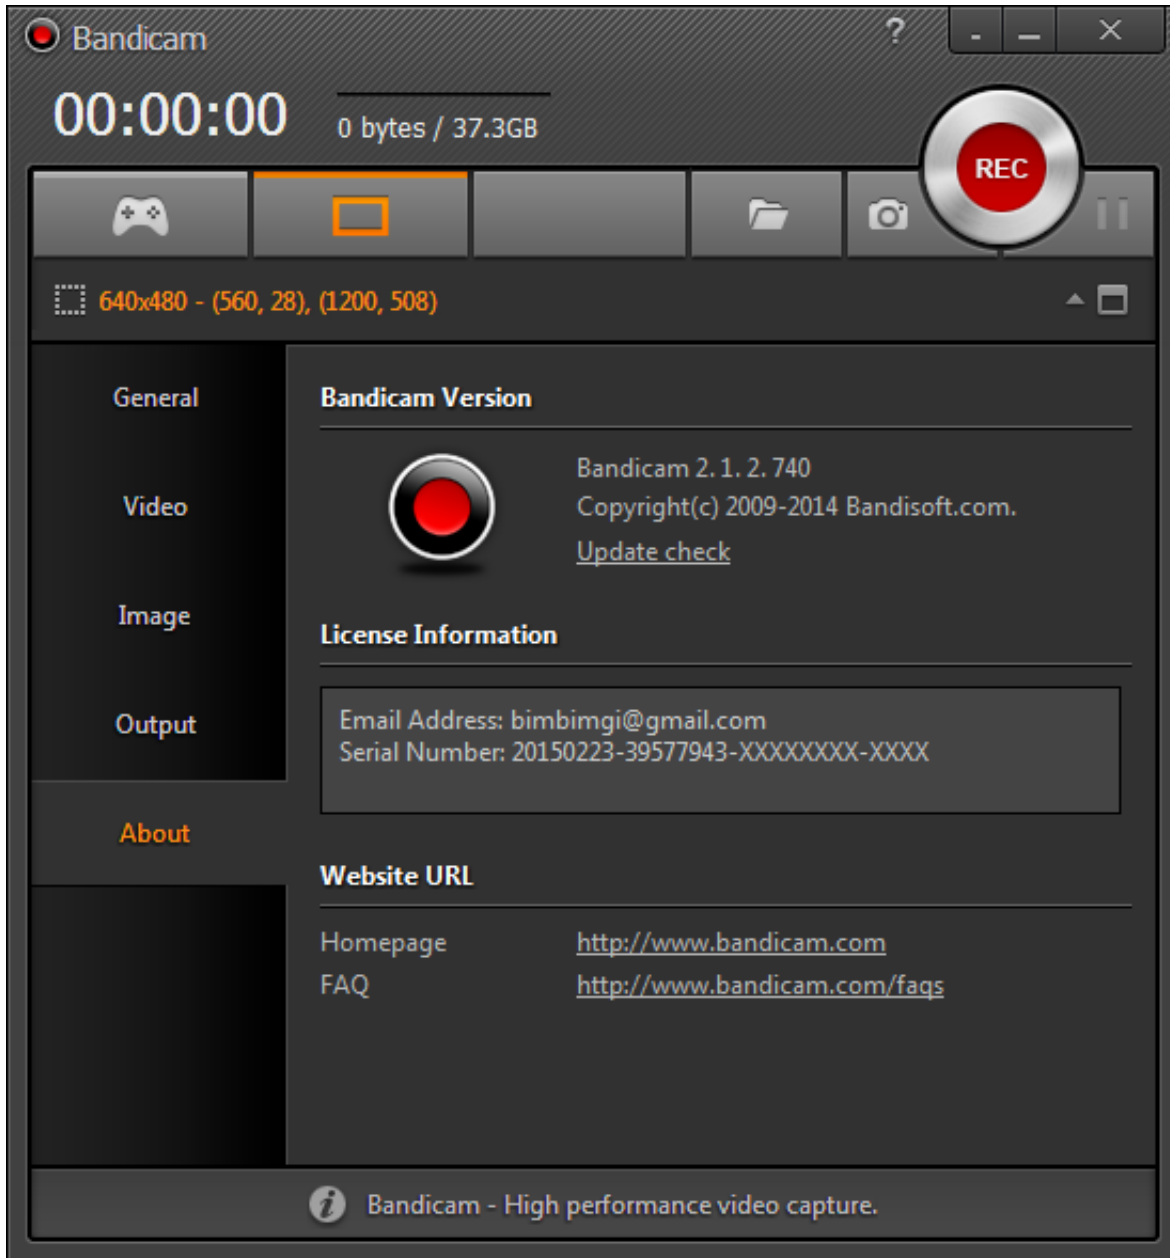 Bandicam
?
00:00:00
0 bytes / 37.3GB
REC
640x480 - (560, 28), (1200, 508)
General
Video
Image
Output
About
Bandicam Version
Bandicam 2. 1. 2. 740
Copyright(c) 2009-2014 Bandisoft.com.
Update check
License Information
Email Address: bimbimgi@gmail.com
Serial Number: 20150223-39577943-XXXXXXXX-XXXX
Website URL
Homepage http://www.bandicam.com
FAQ http://www.bandicam.com/faqs
Bandicam - High performance video capture.